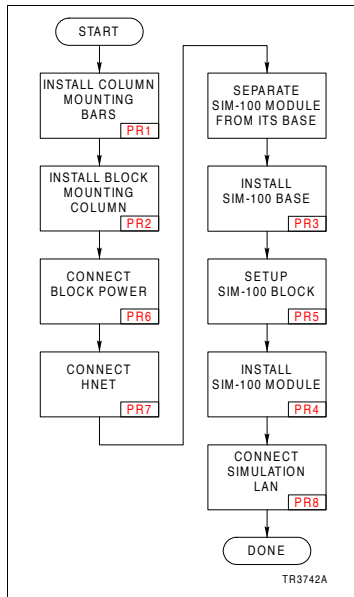 START
INSTALL COLUMN
MOUNTING
BARS
PR1
INSTALL BLOCK
MOUNTING
COLUMN
PR2
CONNECT
BLOCK POWER
PR6
CONNECT
HNET
PR7
SEPARATE
SIM-100 MODULE
FROM ITS BASE
INSTALL
SIM-100 BASE
PR3
SETUP
SIM-100 BLOCK
PR5
INSTALL
SIM-100 MODULE
PR4
CONNECT
SIMULATION
LAN
PR8
DONE
TR3742A